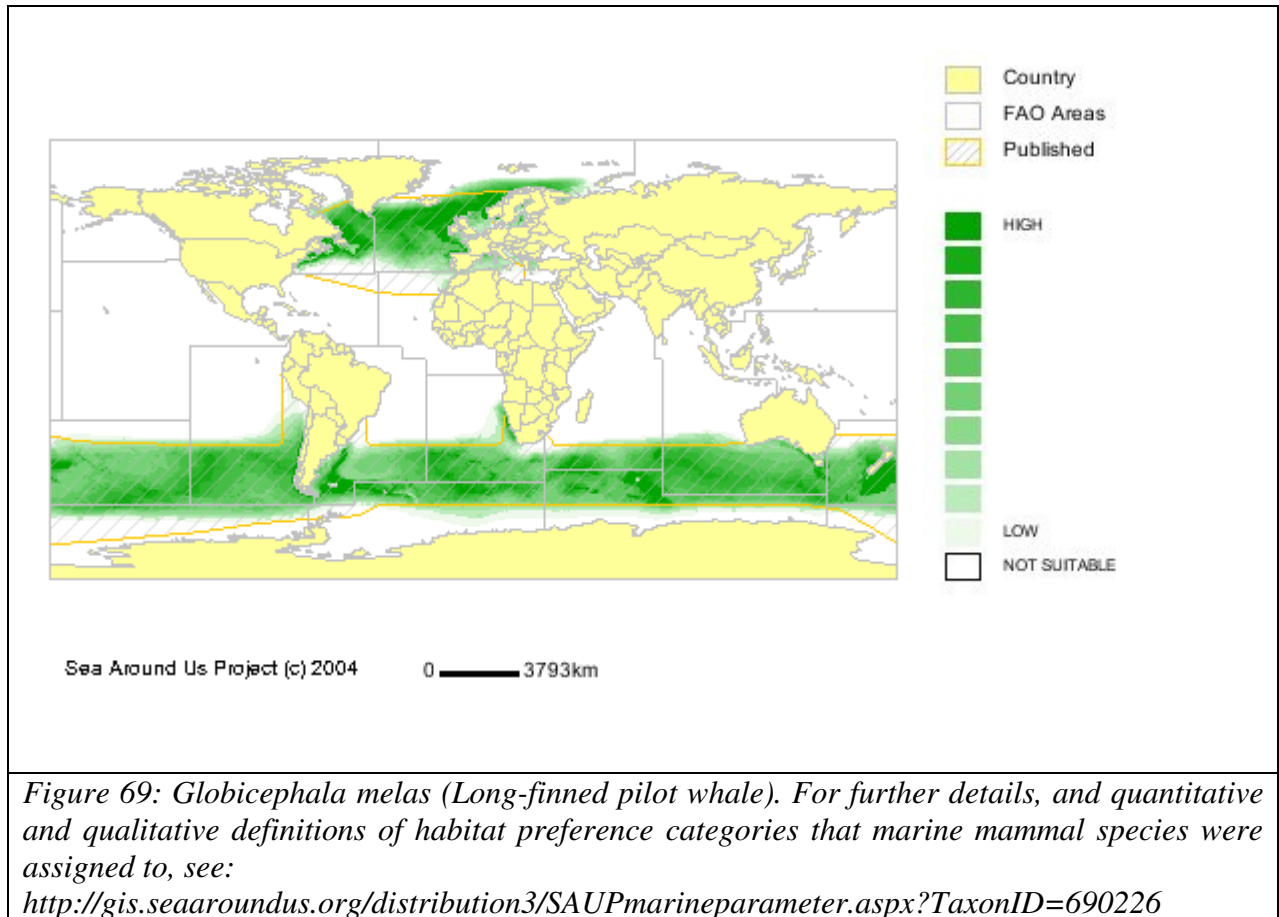 Country
FAO Areas
Published
HIGH
LOW
NOT SUITABLE
Sea Around Us Project (c) 2004
0 3793km
Figure 69: Globicephala melas (Long-finned pilot whale). For further details, and quantitative
and qualitative definitions of habitat preference categories that marine mammal species were
assigned to, see:
http://gis.seaaroundus.org/distribution3/SAUPmarineparameter.aspx?TaxonID=690226